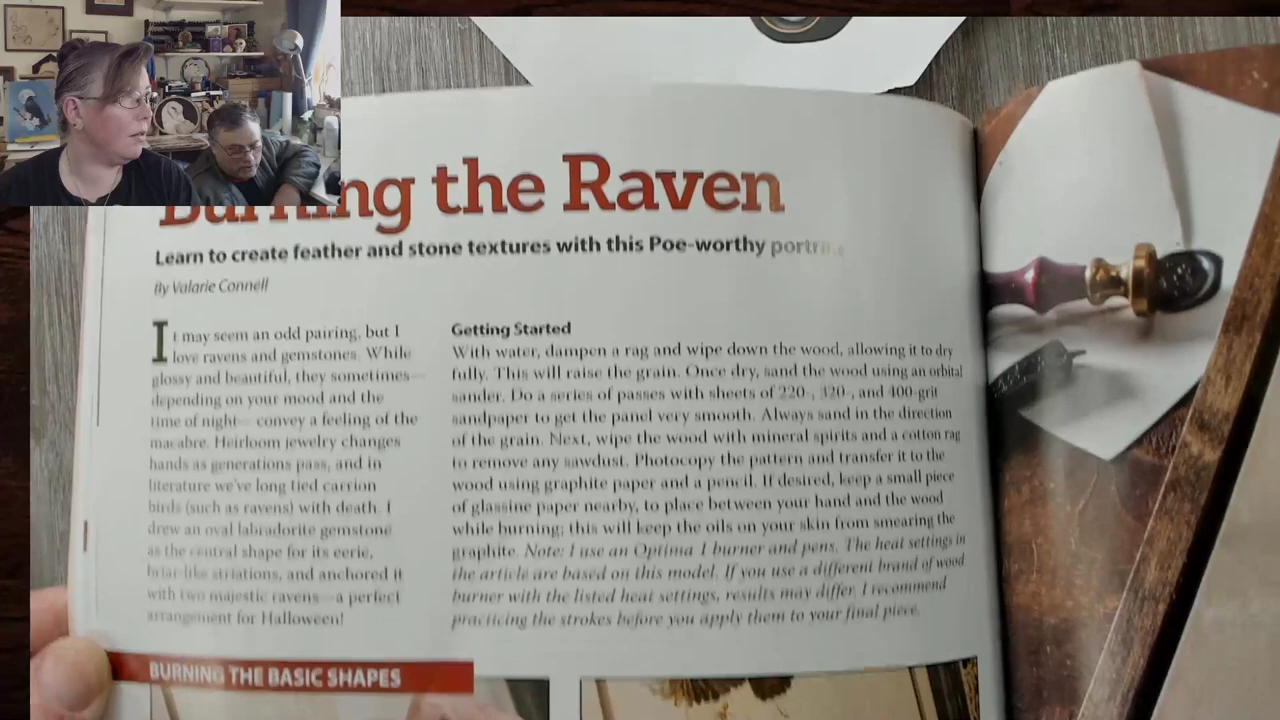 Burning the Raven
Learn to create feather and stone textures with this Poe-worthy portrait
By Valarie Connell
It may seem an odd pairing, but I
love ravens and gemstones. While
glossy and beautiful, they sometimes—
depending on your mood and the
time of night—convey a feeling of the
macabre. Heirloom jewelry changes
hands as generations pass, and in
literature we've long tied carrion
birds (such as ravens) with death. I
drew an oval labradorite gemstone
as the central shape for its eerie,
briar-like striations, and anchored it
with two majestic ravens—a perfect
arrangement for Halloween!
Getting Started
With water, dampen a rag and wipe down the wood, allowing it to dry
fully. This will raise the grain. Once dry, sand the wood using an orbital
sander. Do a series of passes with sheets of 220-, 320-, and 400-grit
sandpaper to get the panel very smooth. Always sand in the direction
of the grain. Next, wipe the wood with mineral spirits and a cotton rag
to remove any sawdust. Photocopy the pattern and transfer it to the
wood using graphite paper and a pencil. If desired, keep a small piece
of glassine paper nearby, to place between your hand and the wood
while burning; this will keep the oils on your skin from smearing the
graphite. Note: I use an Optima 1 burner and pens. The heat settings in
the article are based on this model. If you use a different brand of wood
burner with the listed heat settings, results may differ. I recommend
practicing the strokes before you apply them to your final piece.
BURNING THE BASIC SHAPES